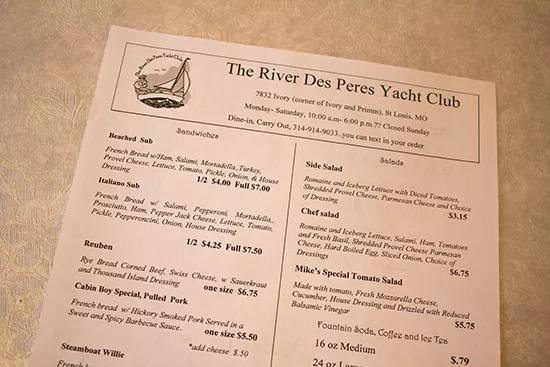 The River Des Peres Yacht Club
The River Des Peres Yacht Club
7832 Ivory (corner of Ivory and Primm), St Louis, MO
Monday- Saturday, 10:00 a.m- 6:00 p.m.?? Closed Sunday
Dine-in, Carry Out, 314-914-9033..you can text in your order
Sandwiches
Beached Sub
French Bread w/Ham, Salami, Mortadella, Turkey,
Provel Cheese, Lettuce, Tomato, Pickle, Onion, & House
Dressing
1/2 $4.00 Full $7.00
Italiano Sub
French Bread w/ Salami, Pepperoni, Mortadella,
Prosciutto, Ham, Pepper Jack Cheese, Lettuce, Tomato,
Pickle, Pepperoncini, Onion, House Dressing
1/2 $4.25 Full $7.50
Reuben
Rye Bread Corned Beef, Swiss Cheese, w Sauerkraut
and Thousand Island Dressing
one size $6.75
Cabin Boy Special, Pulled Pork
French bread w/ Hickory Smoked Pork Served in a
Sweet and Spicy Barbecue Sauce.
one size $5.50
*add cheese $.50
Steamboat Willie
French
Salads
Side Salad
Romaine and Iceberg Lettuce with Diced Tomatoes,
Shredded Provel Cheese, Parmesan Cheese and Choice
of Dressing
$3.15
Chef salad
Romaine and Iceberg Lettuce, Salami, Ham, Tomatoes
and Fresh Basil, Shredded Provel Cheese Parmesan
Cheese, Hard Boiled Egg, Sliced Onion, Choice of
Dressings
$6.75
Mike's Special Tomato Salad
Made with tomato, Fresh Mozzarella Cheese,
Cucumber, House Dressing and Drizzled with Reduced
Balsamic Vinegar
$5.75
Fountain Soda, Coffee and Ice Tea
16 oz Medium
$.79
24 oz Large